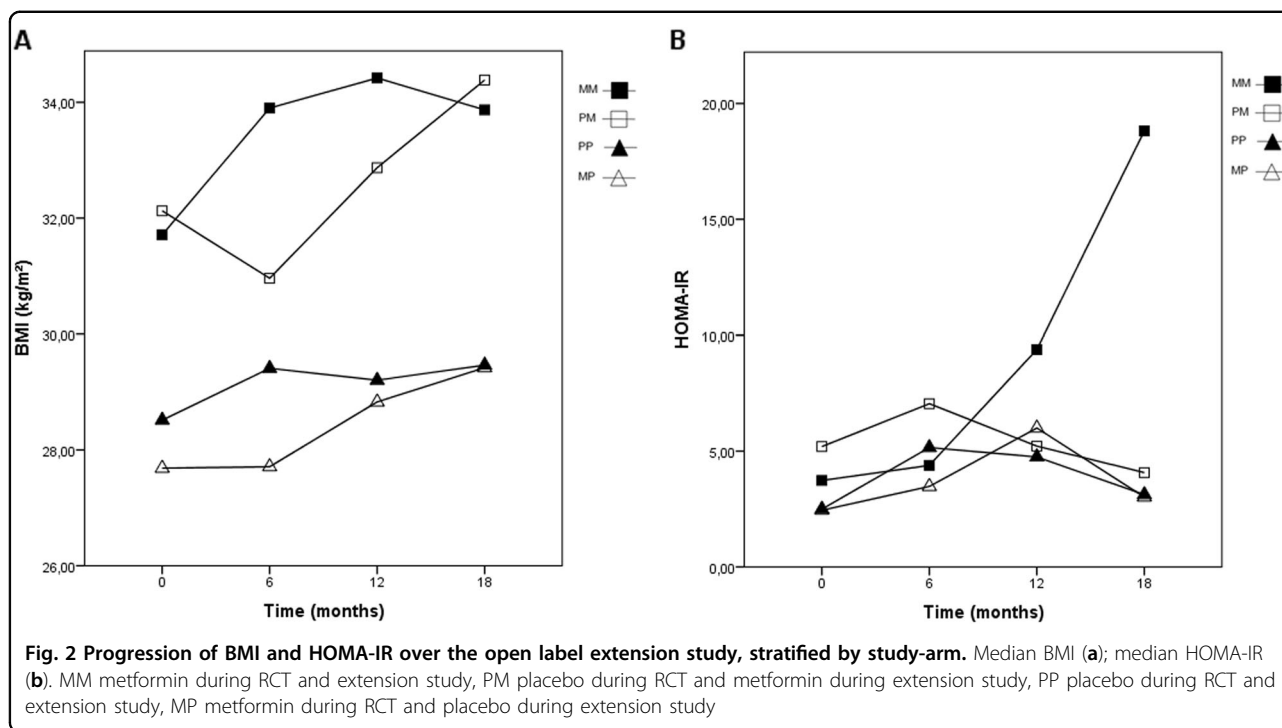 A
34,00
32,00
30,00
28,00
26,00
BMI (kg/m²)
0 6 12 18
Time (months)
MM
PM
PP
MP
B
20,00
15,00
10,00
5,00
0,00
HOMA-IR
0 6 12 18
Time (months)
MM
PM
PP
MP
Fig. 2 Progression of BMI and HOMA-IR over the open label extension study, stratified by study-arm. Median BMI (a); median HOMA-IR
(b). MM metformin during RCT and extension study, PM placebo during RCT and metformin during extension study, PP placebo during RCT and
extension study, MP metformin during RCT and placebo during extension study